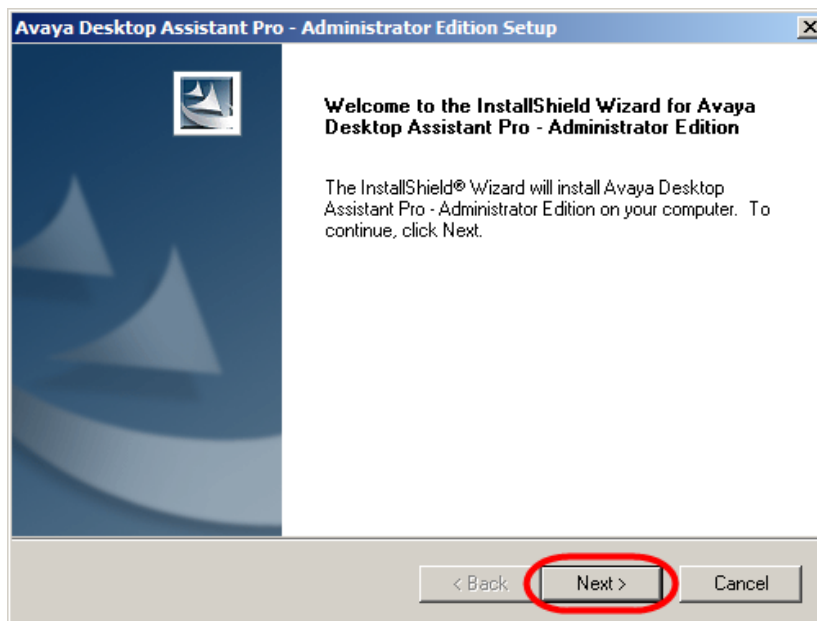 Avaya Desktop Assistant Pro - Administrator Edition Setup
Welcome to the InstallShield Wizard for Avaya
Desktop Assistant Pro - Administrator Edition
The InstallShield® Wizard will install Avaya Desktop
Assistant Pro - Administrator Edition on your computer. To
continue, click Next.
< Back
Next >
Cancel